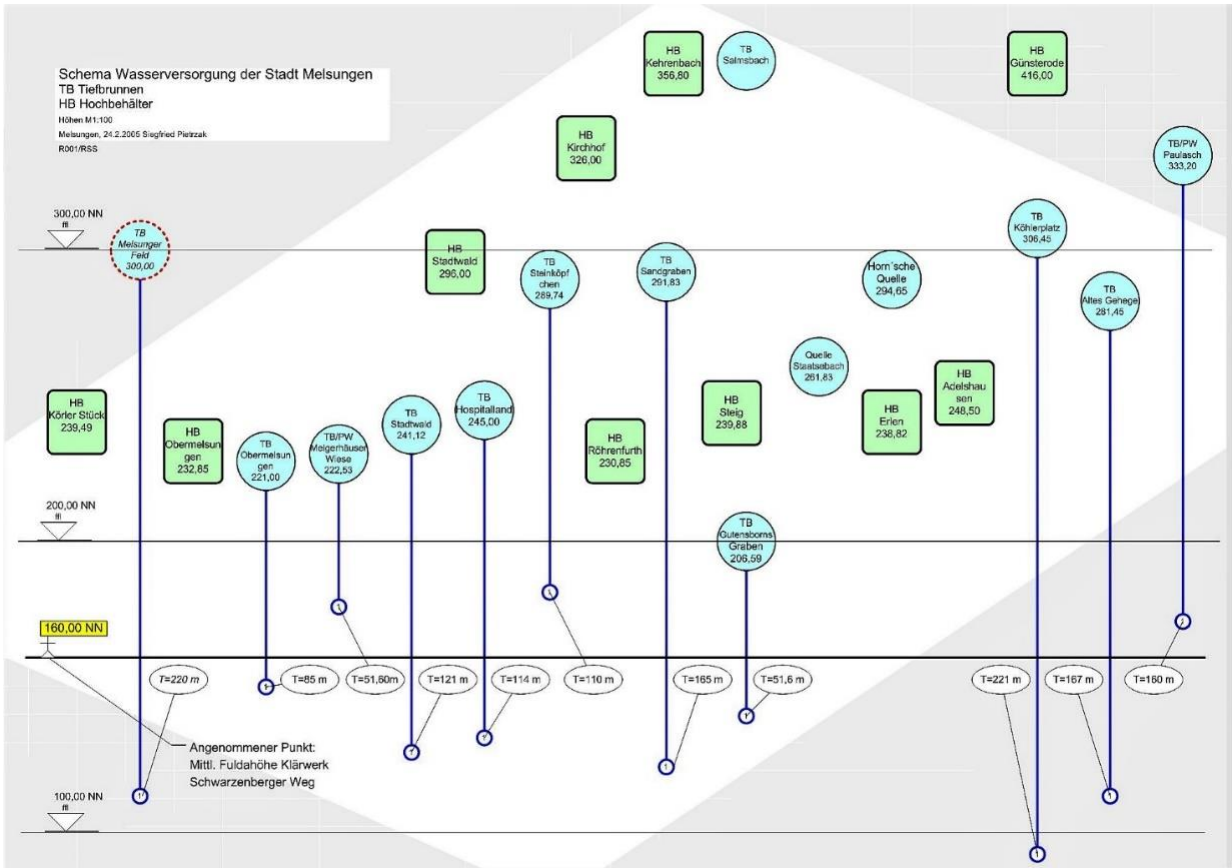 Schema Wasserversorgung der Stadt Melsungen
TB Tiefbrunnen
HB Hochbehälter
Höhen M1:100
Melsungen, 24.2.2005 Siegfried Pietrzak
R001/RSS
HB
Kehrenbach
356,80
TB
Salmsbach
HB
Günsterode
416,00
HB
Kirchhof
326,00
TB/PW
Paulasch
333,20
300,00 NN
TB
Melsunger
Feld
300,00
HB
Stadtwald
296,00
TB
Steinköpf
chen
289,74
TB
Sandgraben
291,83
Horn´sche
Quelle
294,65
TB
Köhlerplatz
306,45
TB
Altes Gehege
281,45
HB
Körler Stück
239,49
HB
Obermelsun
gen
232,85
TB
Obermelsun
gen
221,00
TB/PW
Melgerhäuser
Wiese
222,53
TB
Stadtwald
241,12
TB
Hospitalland
245,00
HB
Röhrenfurth
230,85
HB
Steig
239,88
Quelle
Staatsebach
261,83
HB
Erlen
238,82
HB
Adelshau
sen
248,50
200,00 NN
TB
Gutensborns
Graben
206,59
160,00 NN
T=220 m
T=85 m
T=51,60m
T=121 m
T=114 m
T=110 m
T=165 m
T=51,6 m
T=221 m
T=167 m
T=160 m
Angenommener Punkt:
Mittl. Fuldahöhe Klärwerk
Schwarzenberger Weg
100,00 NN